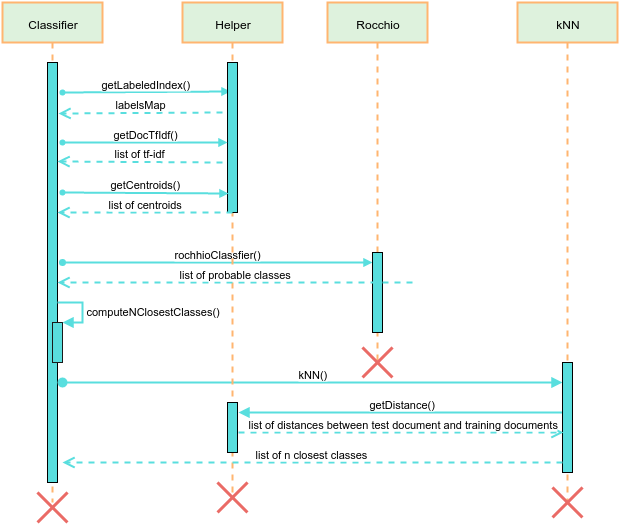 Classifier
Helper
Rocchio
kNN
getLabeledIndex()
labelsMap
getDocTfIdf()
list of tf-idf
getCentroids()
list of centroids
rochhioClassfier()
list of probable classes
computeNClosestClasses()
kNN()
getDistance()
list of distances between test document and training documents
list of n closest classes